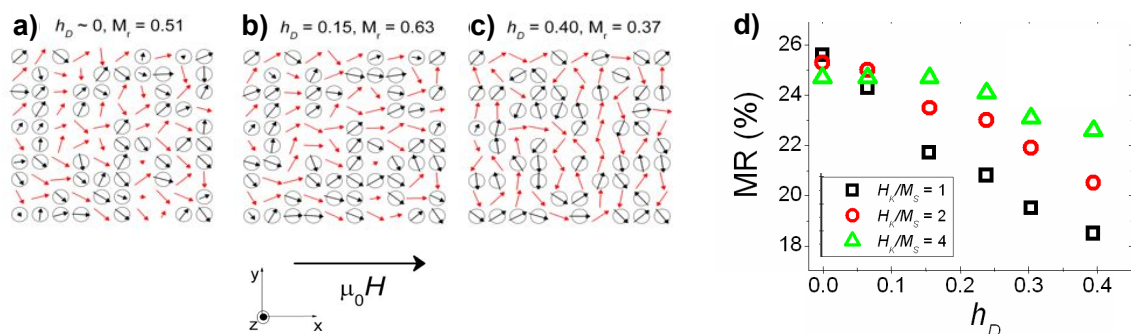 a) h_D ~ 0, M_r = 0.51
b) h_D = 0.15, M_r = 0.63
c) h_D = 0.40, M_r = 0.37
y
z x
μ₀H
d)
MR (%)
26
24
22
20
18
H_K/M_S = 1
H_K/M_S = 2
H_K/M_S = 4
0.0 0.1 0.2 0.3 0.4
h_D